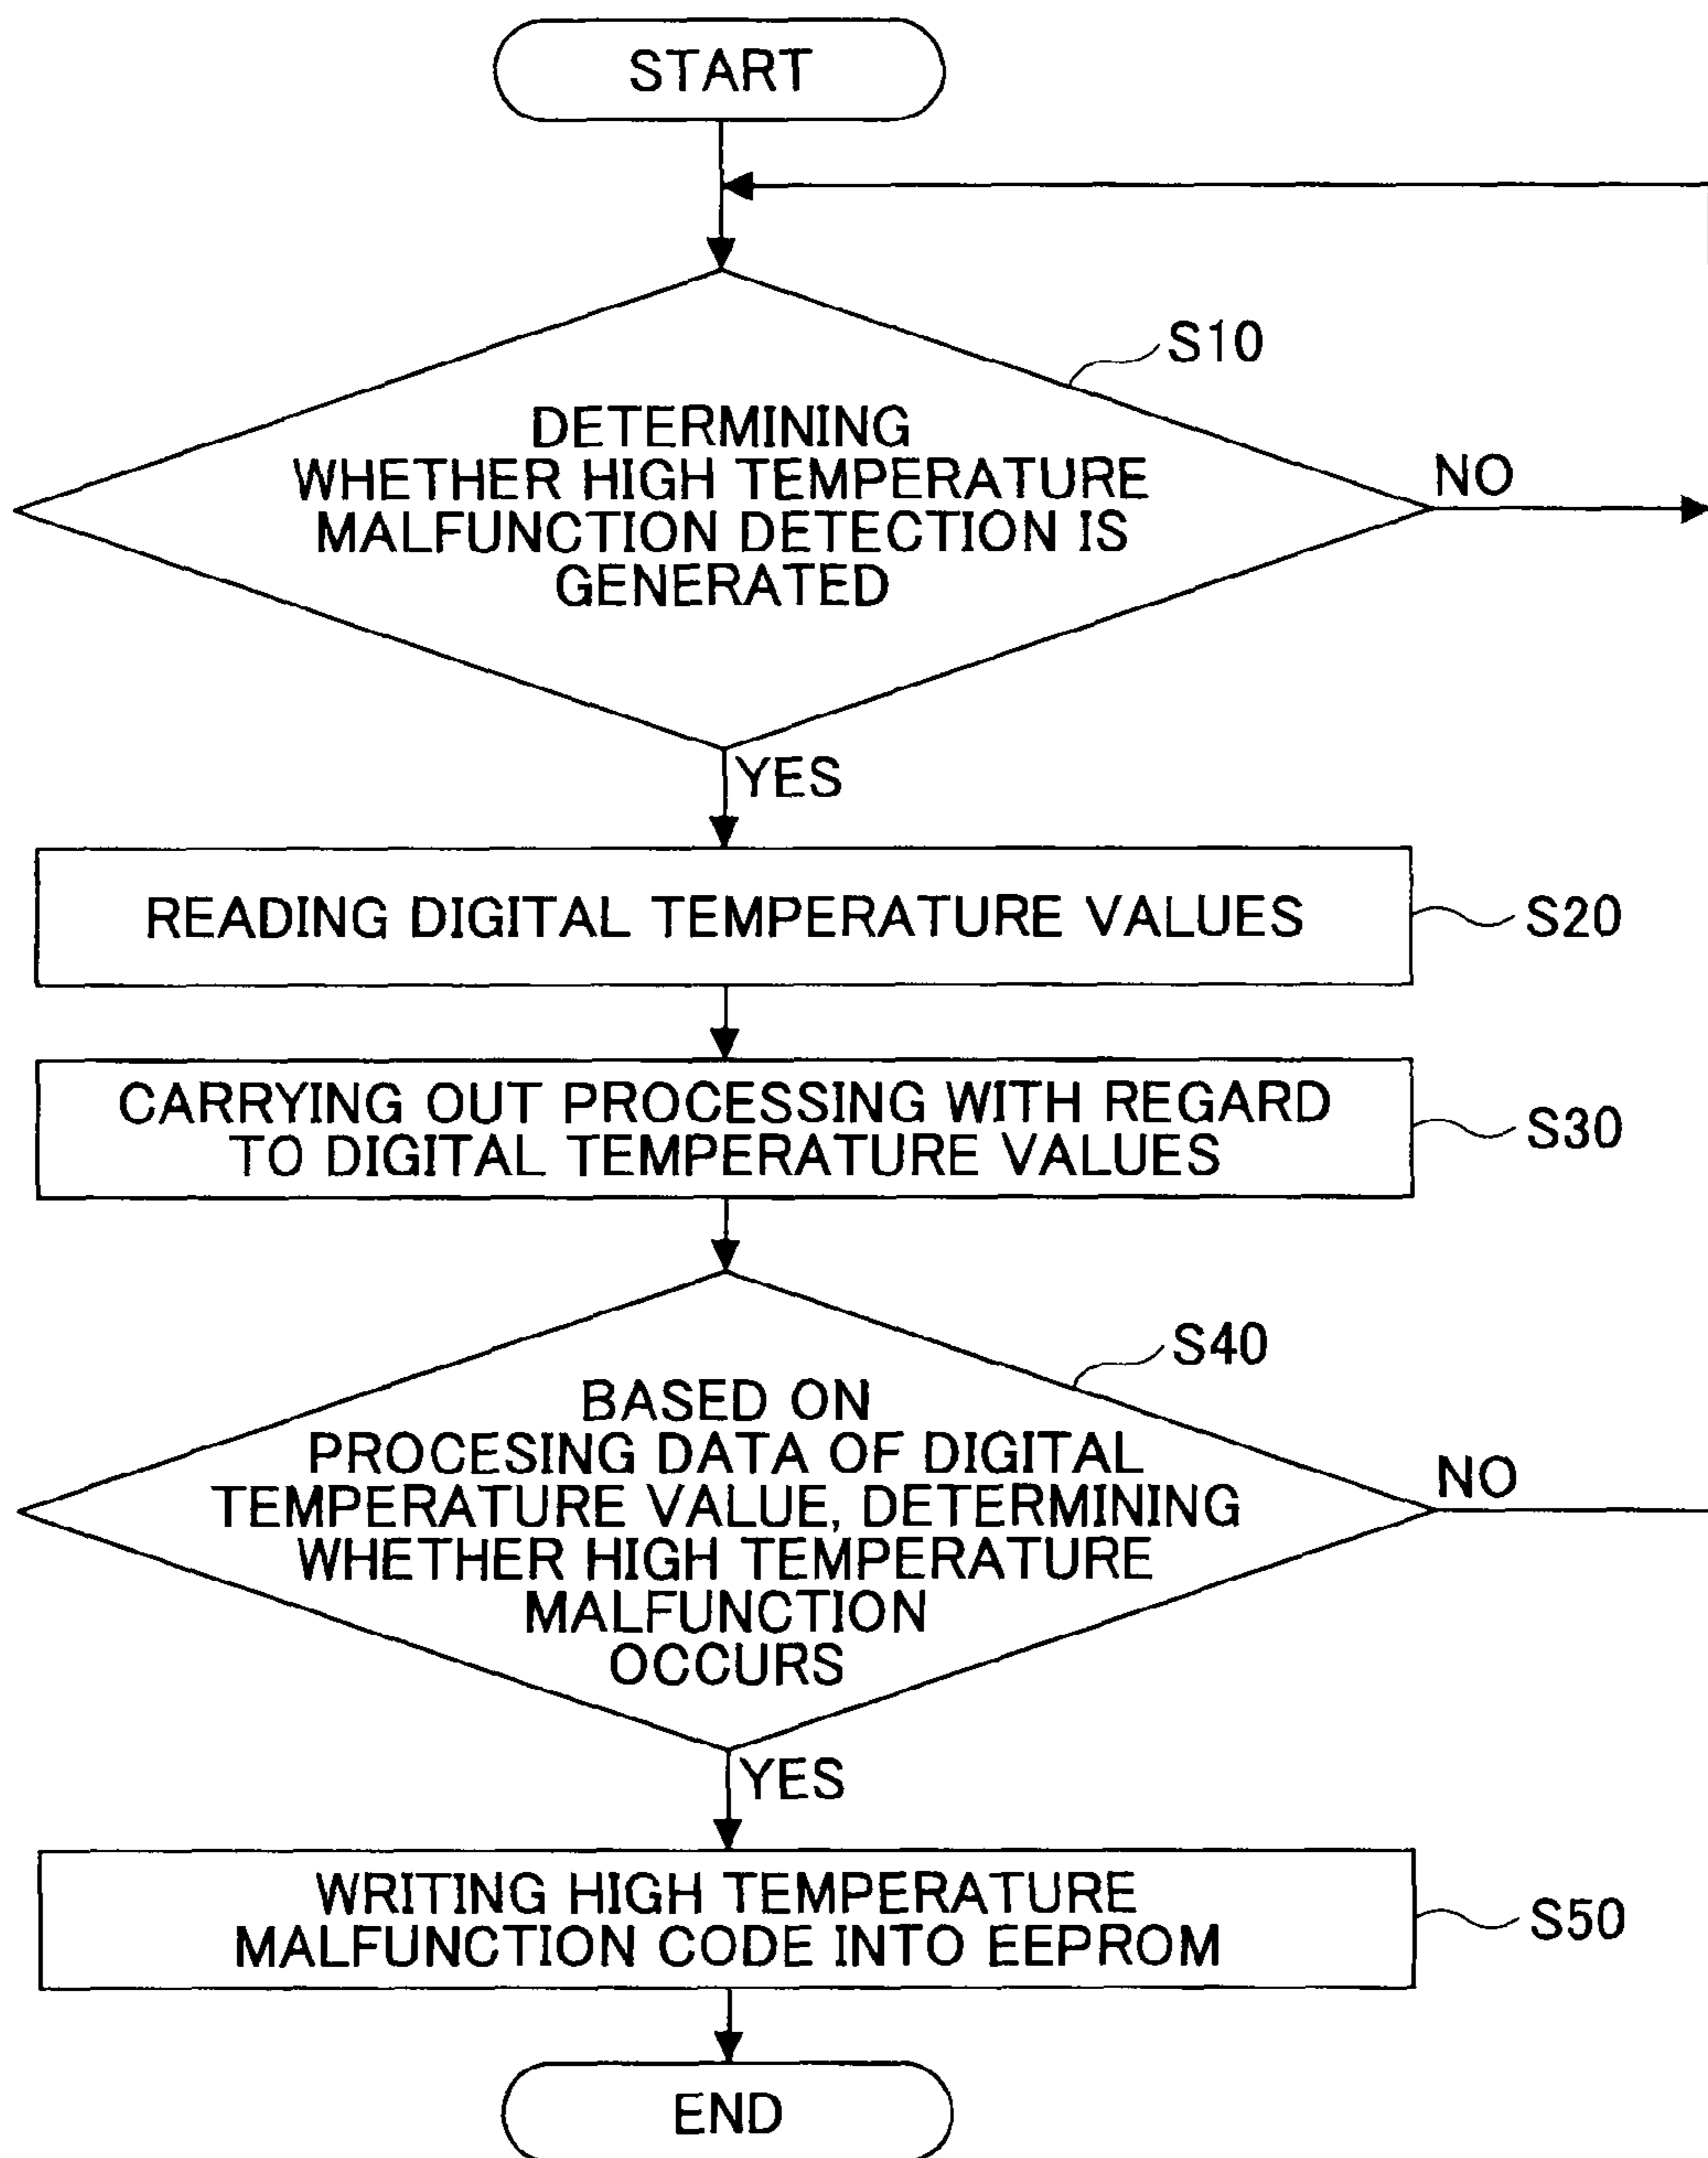 START
S10
DETERMINING
WHETHER HIGH TEMPERATURE
MALFUNCTION DETECTION IS
GENERATED
NO
YES
READING DIGITAL TEMPERATURE VALUES
S20
CARRYING OUT PROCESSING WITH REGARD
TO DIGITAL TEMPERATURE VALUES
S30
S40
BASED ON
PROCESING DATA OF DIGITAL
TEMPERATURE VALUE, DETERMINING
WHETHER HIGH TEMPERATURE
MALFUNCTION
OCCURS
NO
YES
WRITING HIGH TEMPERATURE
MALFUNCTION CODE INTO EEPROM
S50
END